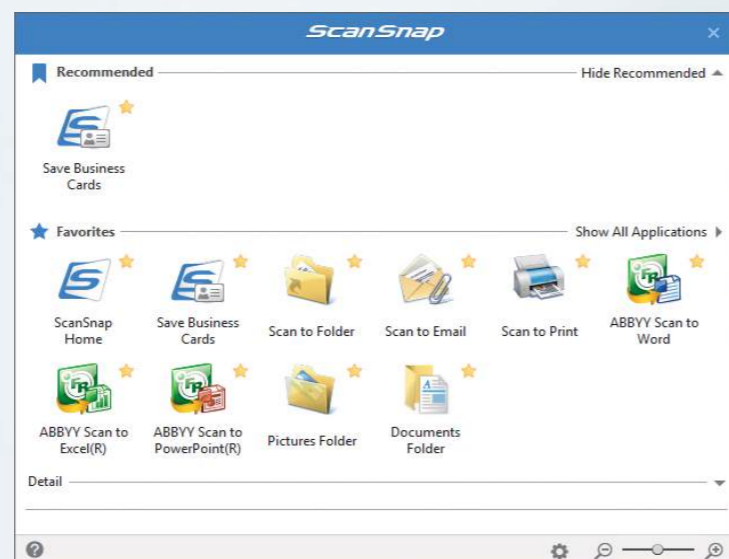 ScanSnap
Recommended
Hide Recommended
Save Business
Cards
Favorites
Show All Applications
ScanSnap
Home
Save Business
Cards
Scan to Folder
Scan to Email
Scan to Print
ABBYY Scan to
Word
ABBYY Scan to
Excel(R)
ABBYY Scan to
PowerPoint(R)
Pictures Folder
Documents
Folder
Detail